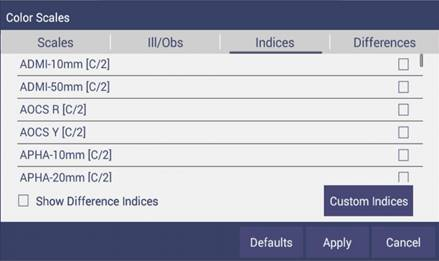 Color Scales
Scales Ill/Obs Indices Differences
ADMI-10mm [C/2]
ADMI-50mm [C/2]
AOCS R [C/2]
AOCS Y [C/2]
APHA-10mm [C/2]
APHA-20mm [C/2]
Show Difference Indices Custom Indices
Defaults Apply Cancel